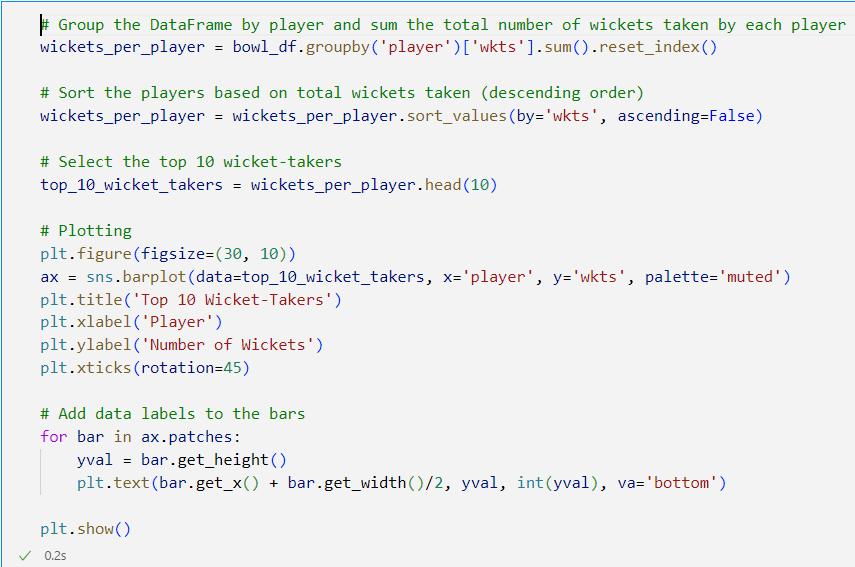 # Group the DataFrame by player and sum the total number of wickets taken by each player
wickets_per_player = bowl_df.groupby('player')['wkts'].sum().reset_index()
# Sort the players based on total wickets taken (descending order)
wickets_per_player = wickets_per_player.sort_values(by='wkts', ascending=False)
# Select the top 10 wicket-takers
top_10_wicket_takers = wickets_per_player.head(10)
# Plotting
plt.figure(figsize=(30, 10))
ax = sns.barplot(data=top_10_wicket_takers, x='player', y='wkts', palette='muted')
plt.title('Top 10 Wicket-Takers')
plt.xlabel('Player')
plt.ylabel('Number of Wickets')
plt.xticks(rotation=45)
# Add data labels to the bars
for bar in ax.patches:
    yval = bar.get_height()
    plt.text(bar.get_x() + bar.get_width()/2, yval, int(yval), va='bottom')
plt.show()
0.2s